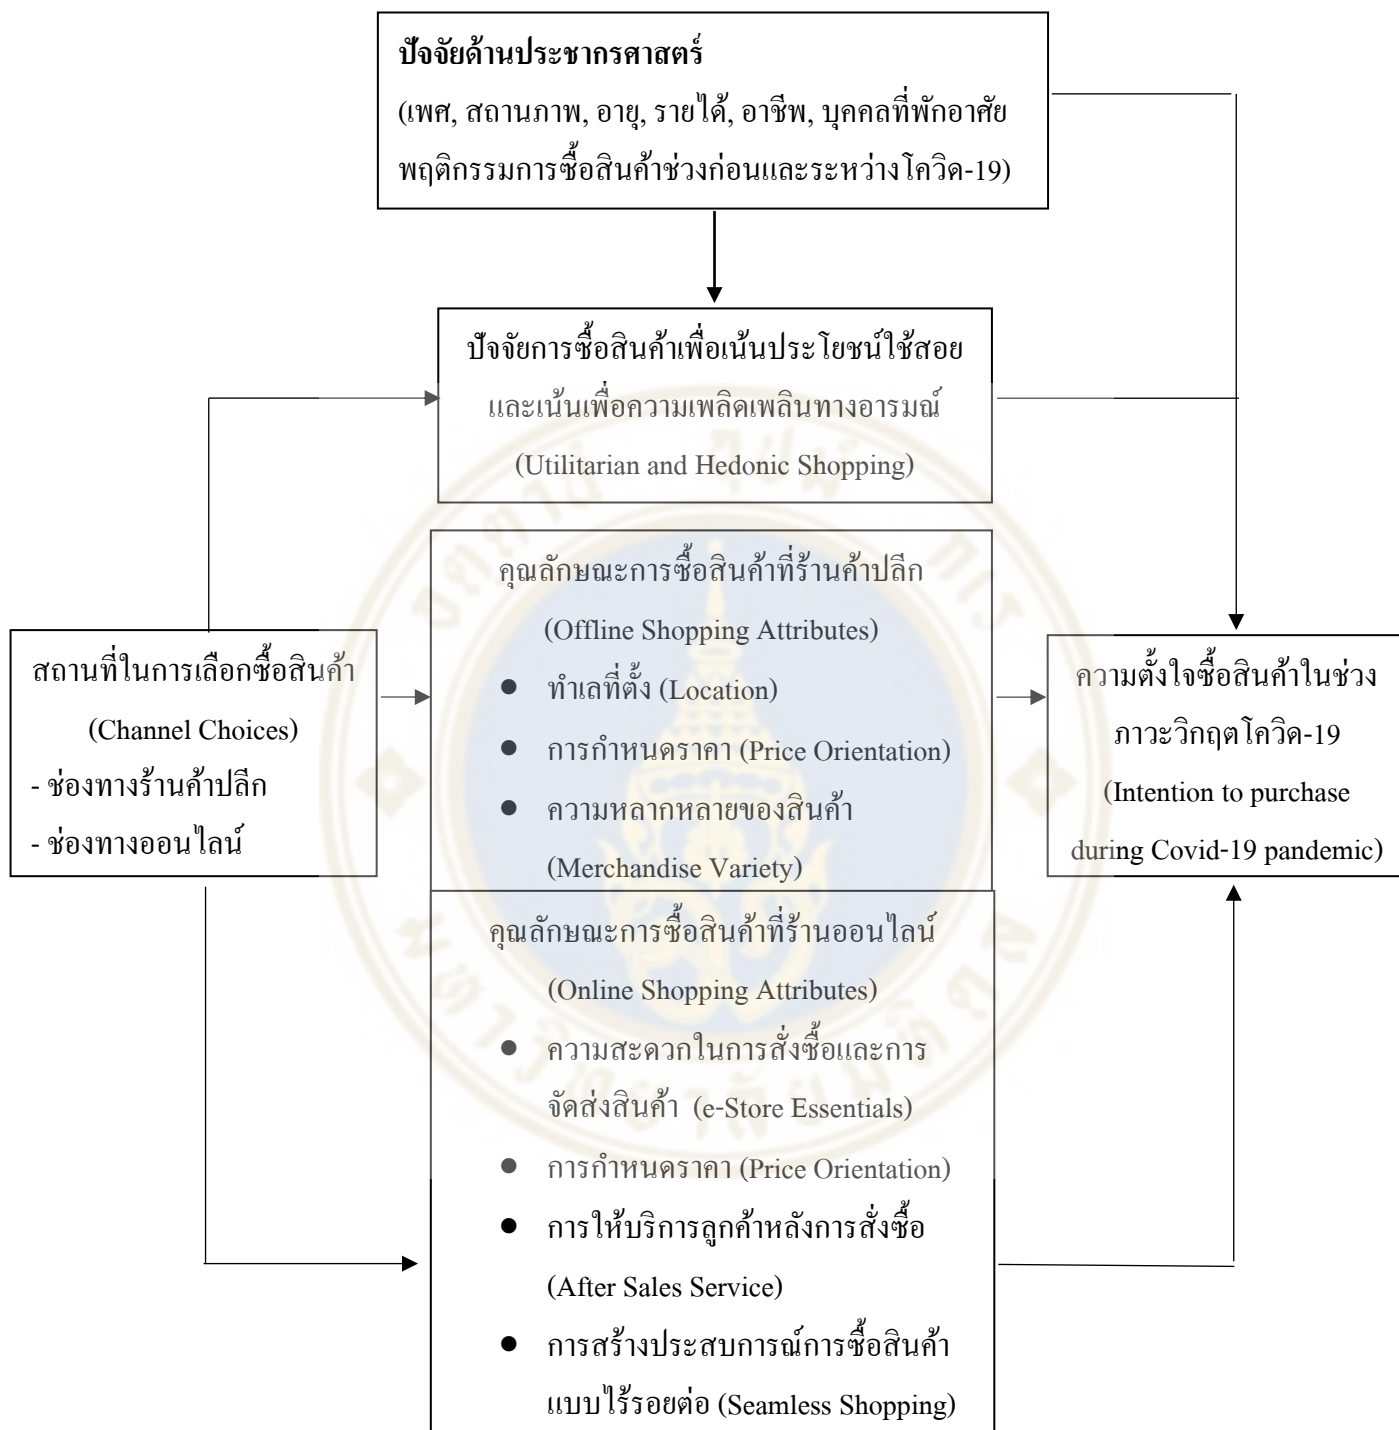 ปัจจัยด้านประชากรศาสตร์
(เพศ, สถานภาพ, อายุ, รายได้, อาชีพ, บุคคลที่พักอาศัย
พฤติกรรมการซื้อสินค้าช่วงก่อนและระหว่างโควิด-19)
ปัจจัยการซื้อสินค้าเพื่อเน้นประโยชน์ใช้สอย
และเน้นเพื่อความเพลิดเพลินทางอารมณ์
(Utilitarian and Hedonic Shopping)
สถานที่ในการเลือกซื้อสินค้า
(Channel Choices)
- ช่องทางร้านค้าปลีก
- ช่องทางออนไลน์
คุณลักษณะการซื้อสินค้าที่ร้านค้าปลีก
(Offline Shopping Attributes)
● ทำเลที่ตั้ง (Location)
● การกำหนดราคา (Price Orientation)
● ความหลากหลายของสินค้า
(Merchandise Variety)
คุณลักษณะการซื้อสินค้าที่ร้านออนไลน์
(Online Shopping Attributes)
● ความสะดวกในการสั่งซื้อและการ
จัดส่งสินค้า (e-Store Essentials)
● การกำหนดราคา (Price Orientation)
● การให้บริการลูกค้าหลังการสั่งซื้อ
(After Sales Service)
● การสร้างประสบการณ์การซื้อสินค้า
แบบไร้รอยต่อ (Seamless Shopping)
ความตั้งใจซื้อสินค้าในช่วง
ภาวะวิกฤตโควิด-19
(Intention to purchase
during Covid-19 pandemic)
มหาวิทยาลัยมหิดล